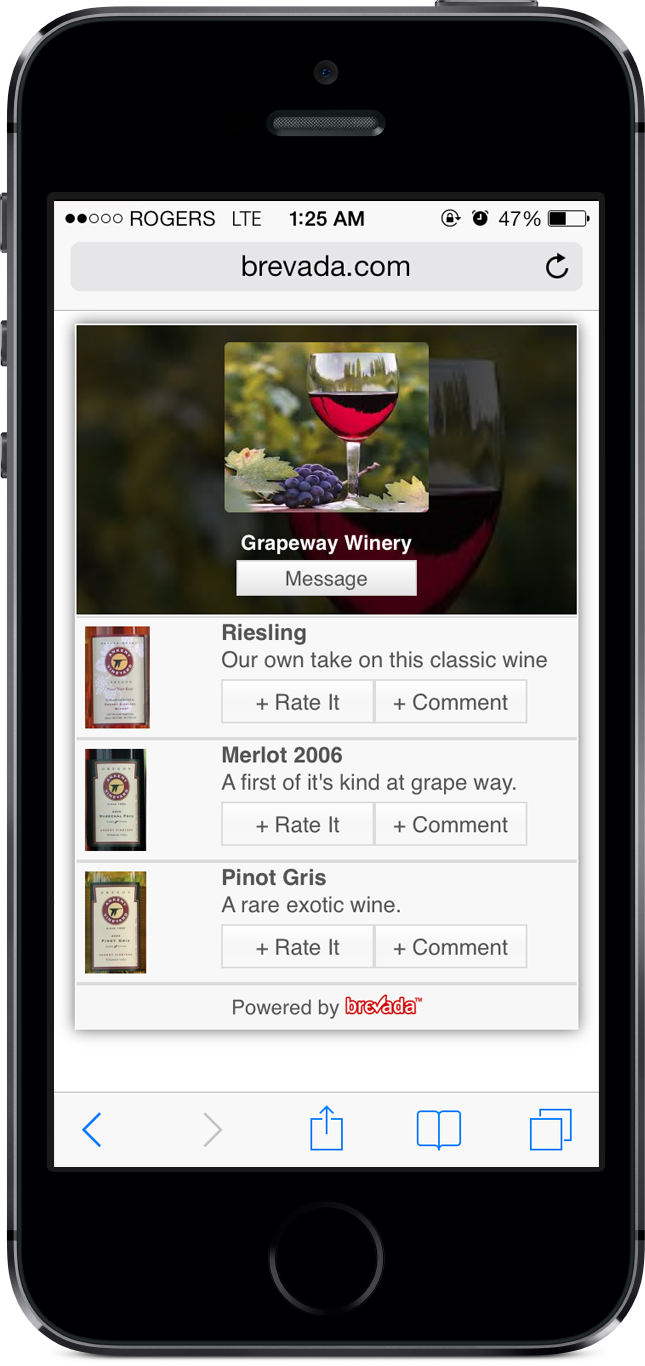 ROGERS LTE 1:25 AM 47%
brevada.com
Grapeway Winery
Message
Riesling
Our own take on this classic wine
+ Rate It + Comment
Merlot 2006
A first of it's kind at grape way.
+ Rate It + Comment
PINOT GRIS
Pinot Gris
A rare exotic wine.
+ Rate It + Comment
Powered by brevada™